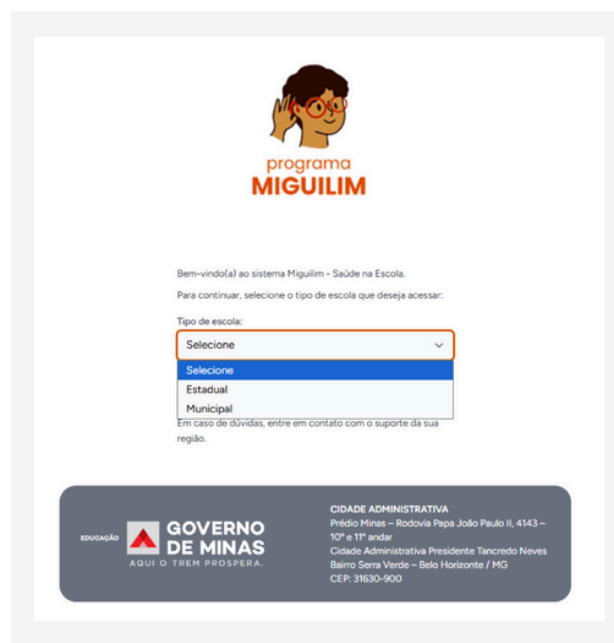 programa
MIGUILIM
Bem-vindo(a) ao sistema Miguilim - Saúde na Escola.
Para continuar, selecione o tipo de escola que deseja acessar:
Tipo de escola:
Selecione
Selecione
Estadual
Municipal
Em caso de dúvidas, entre em contato com o suporte da sua
região.
EDUCAÇÃO
GOVERNO
DE MINAS
AQUI O TREM PROSPERA.
CIDADE ADMINISTRATIVA
Prédio Minas – Rodovia Papa João Paulo II, 4143 –
10º e 11º andar
Cidade Administrativa Presidente Tancredo Neves
Bairro Serra Verde – Belo Horizonte / MG
CEP: 31630-900